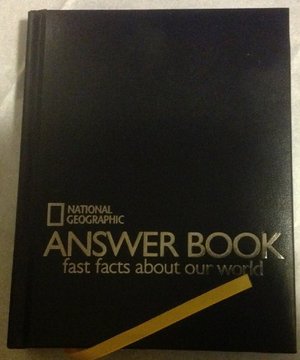 NATIONAL
GEOGRAPHIC
ANSWER BOOK
fast facts about our world